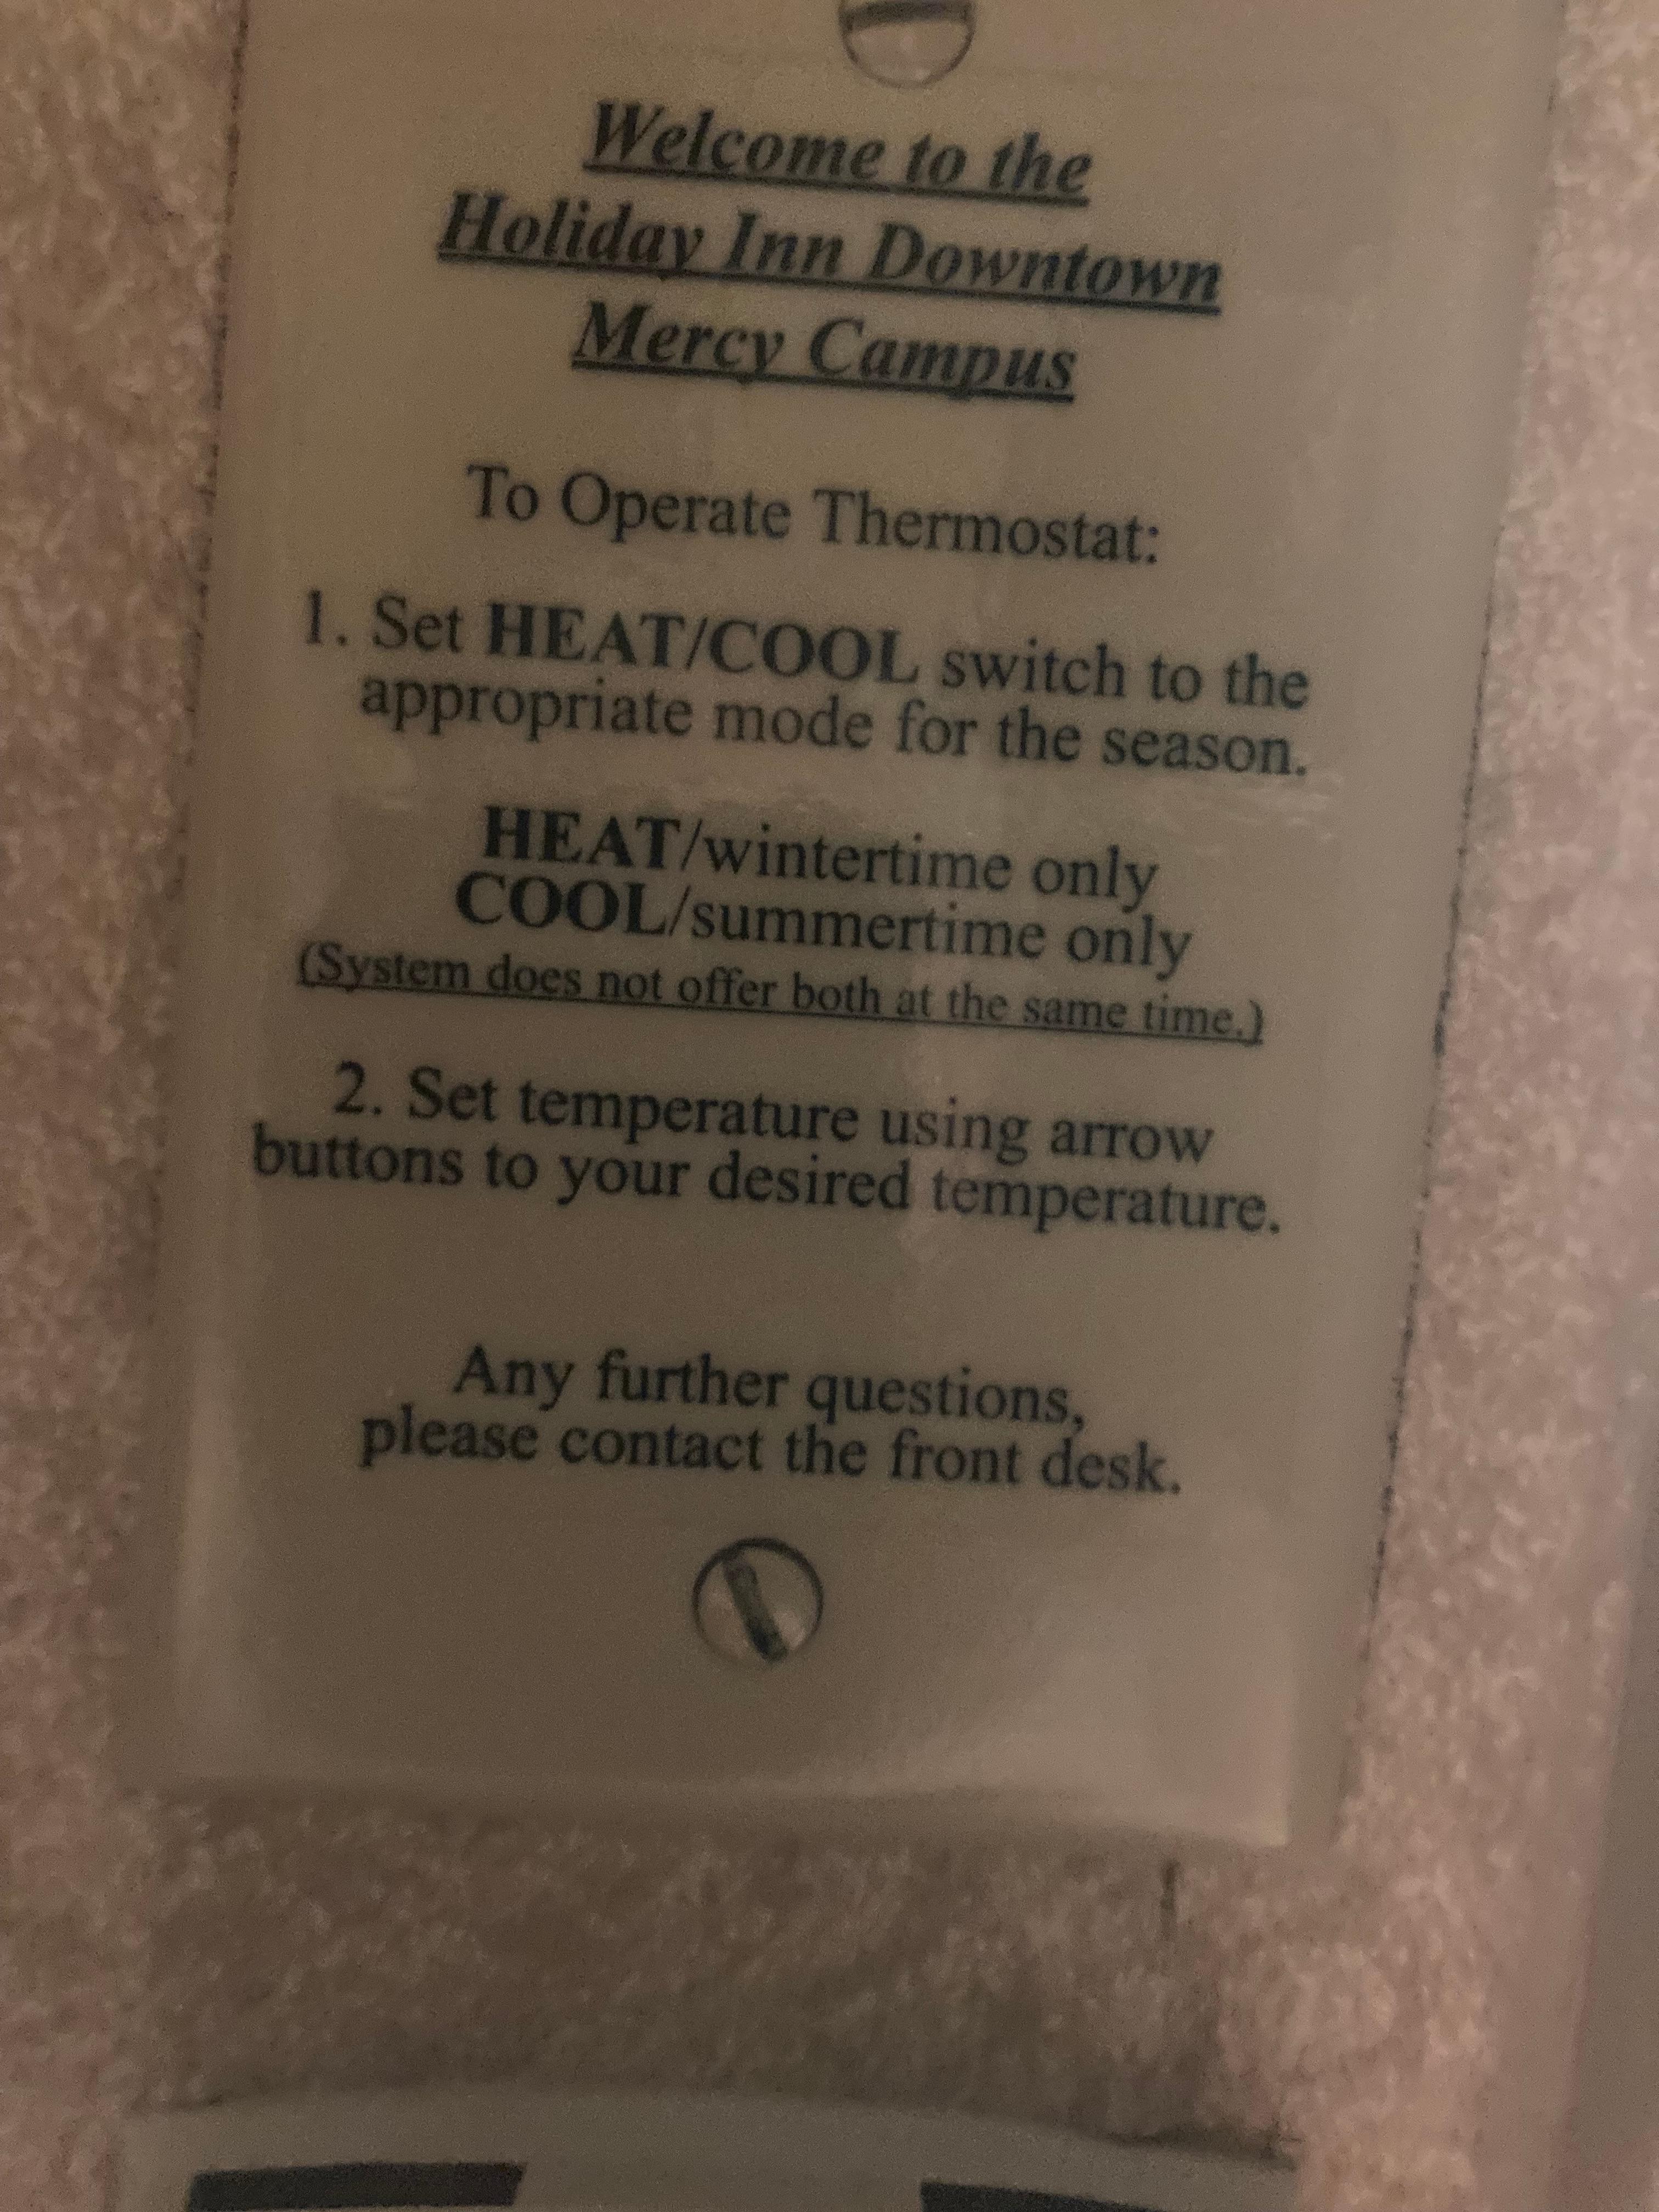 Welcome to the
Holiday Inn Downtown
Mercy Campus
To Operate Thermostat:
1. Set HEAT/COOL switch to the
appropriate mode for the season.
HEAT/wintertime only
COOL/summertime only
(System does not offer both at the same time.)
2. Set temperature using arrow
buttons to your desired temperature.
Any further questions,
please contact the front desk.